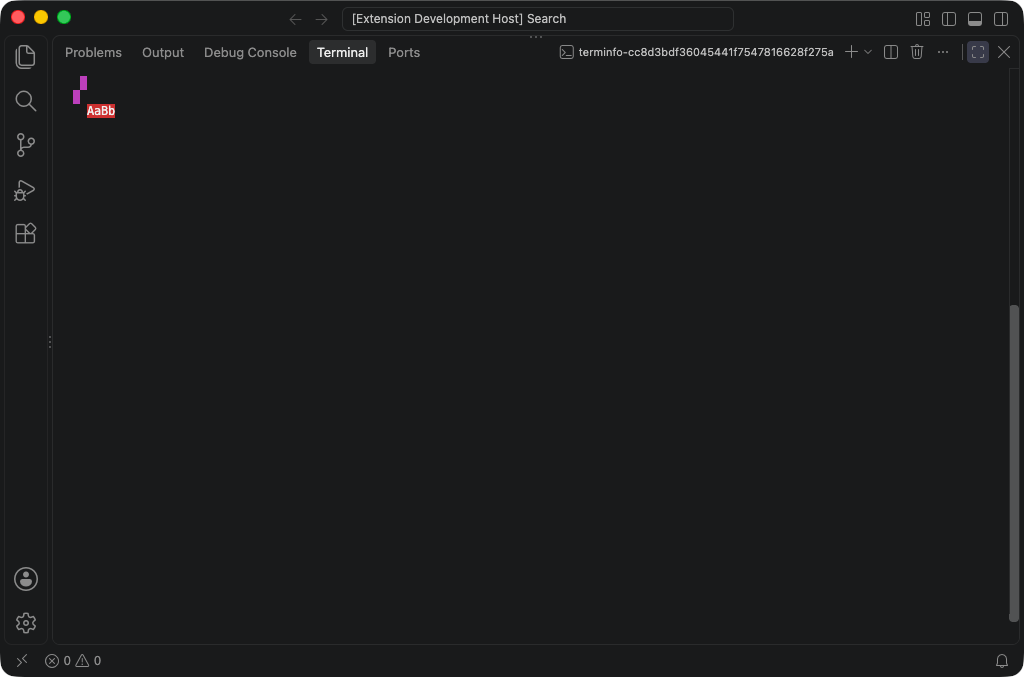 [Extension Development Host] Search
Problems Output Debug Console Terminal Ports terminfo-cc8d3bdf36045441f7547816628f275a
AaBb
0 0